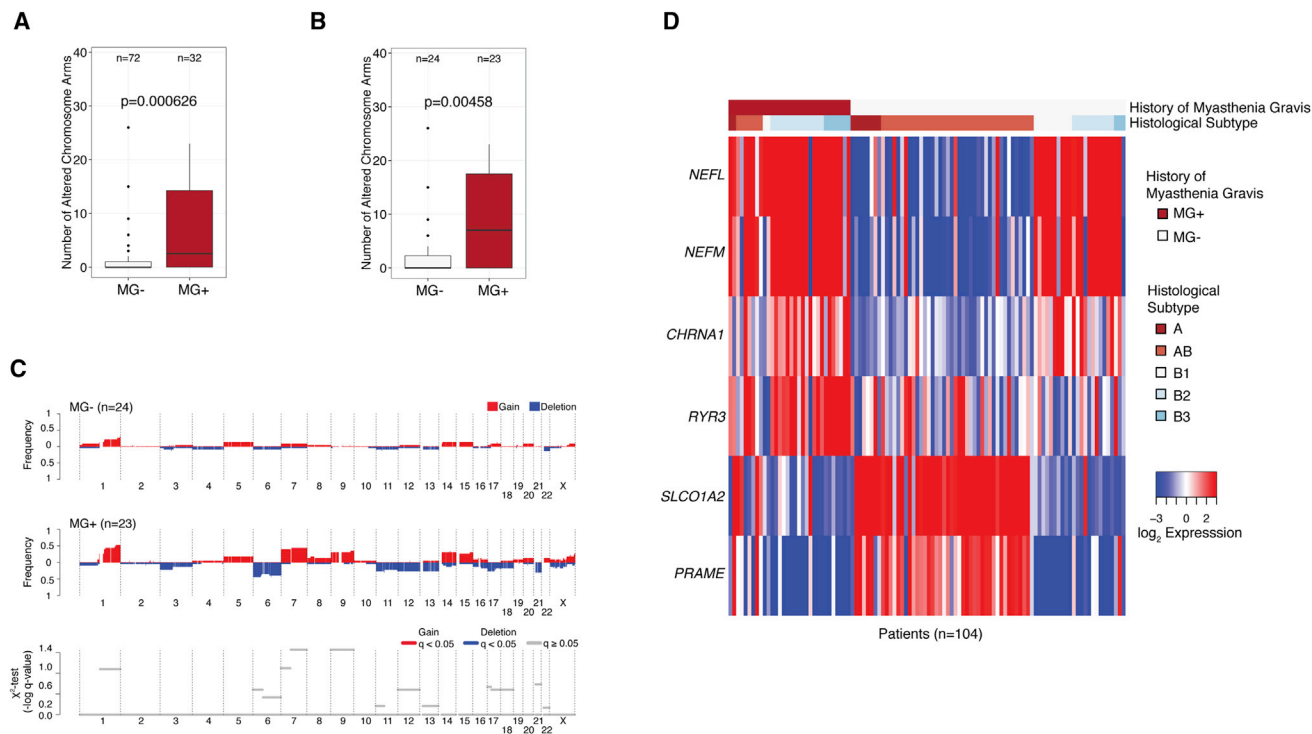 A
Number of Altered Chromosome Arms
40
30
20
10
0
n=72
n=32
p=0.000626
MG-
MG+
B
Number of Altered Chromosome Arms
40
30
20
10
0
n=24
n=23
p=0.00458
MG-
MG+
C
MG- (n=24)
Gain
Deletion
Frequency
1
0.5
0
0.5
1
1 2 3 4 5 6 7 8 9 10 11 12 13 14 15 16 17 18 19 20 21 22 X
MG+ (n=23)
Frequency
1
0.5
0
0.5
1
1 2 3 4 5 6 7 8 9 10 11 12 13 14 15 16 17 18 19 20 21 22 X
Gain
q < 0.05
Deletion
q < 0.05
q ≥ 0.05
X²-test
(-log q-value)
1.4
1.0
0.8
0.4
0.0
1 2 3 4 5 6 7 8 9 10 11 12 13 14 15 16 17 18 19 20 21 22 X
D
History of Myasthenia Gravis
Histological Subtype
NEFL
NEFM
CHRNA1
RYR3
SLCO1A2
PRAME
Patients (n=104)
History of
Myasthenia Gravis
MG+
MG-
Histological
Subtype
A
AB
B1
B2
B3
−3 0 2
log₂ Expresssion